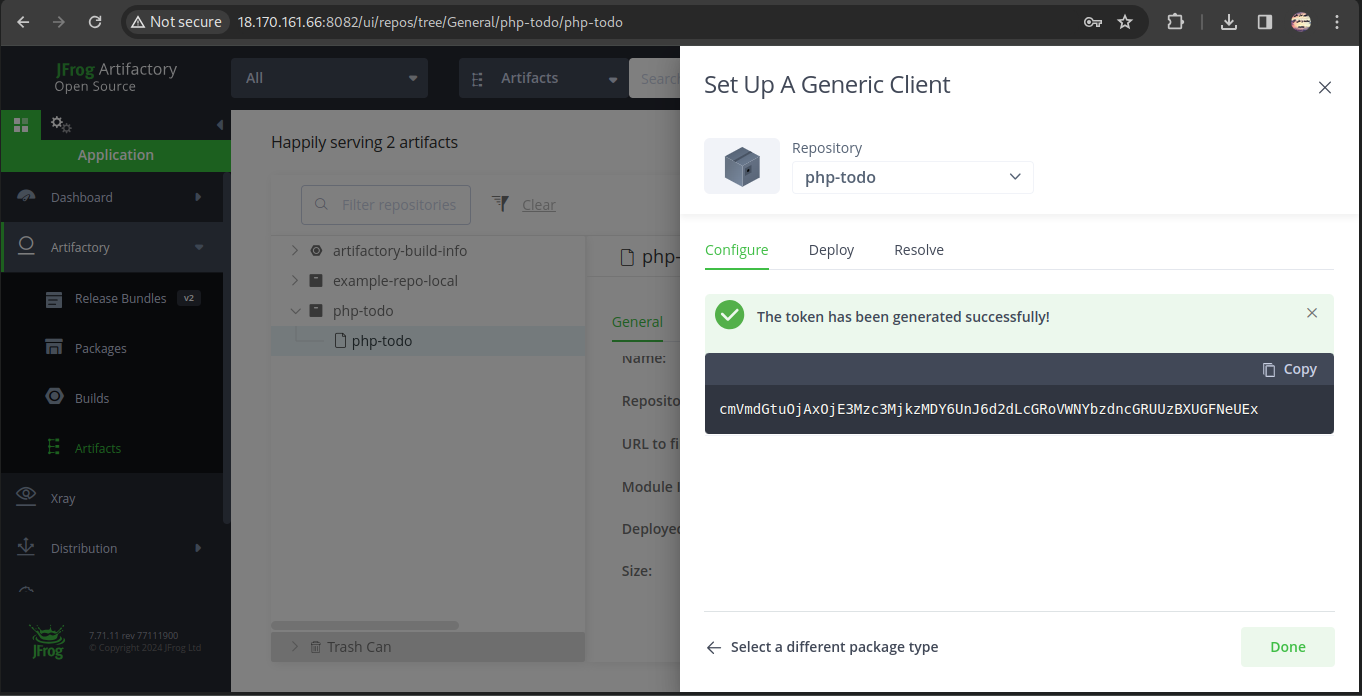 Not secure
18.170.161.66:8082/ui/repos/tree/General/php-todo/php-todo
JFrog Artifactory
Open Source
All
Artifacts
Search
Application
Dashboard
Artifactory
Release Bundles v2
Packages
Builds
Artifacts
Xray
Distribution
JFrog
7.71.11 rev 77111900
© Copyright 2024 JFrog Ltd
Happily serving 2 artifacts
Filter repositories
Clear
artifactory-build-info
example-repo-local
php-todo
php-todo
Trash Can
php-
General
Name:
Reposito
URL to fi
Module I
Deployed
Size:
Set Up A Generic Client
Repository
php-todo
Configure Deploy Resolve
The token has been generated successfully!
Copy
cmVmdGtuOjAxOjE3Mzc3MjkzMDY6UnJ6d2dLcGRoVWNYbzdncGRUUzBXUGFNeUEx
Select a different package type
Done